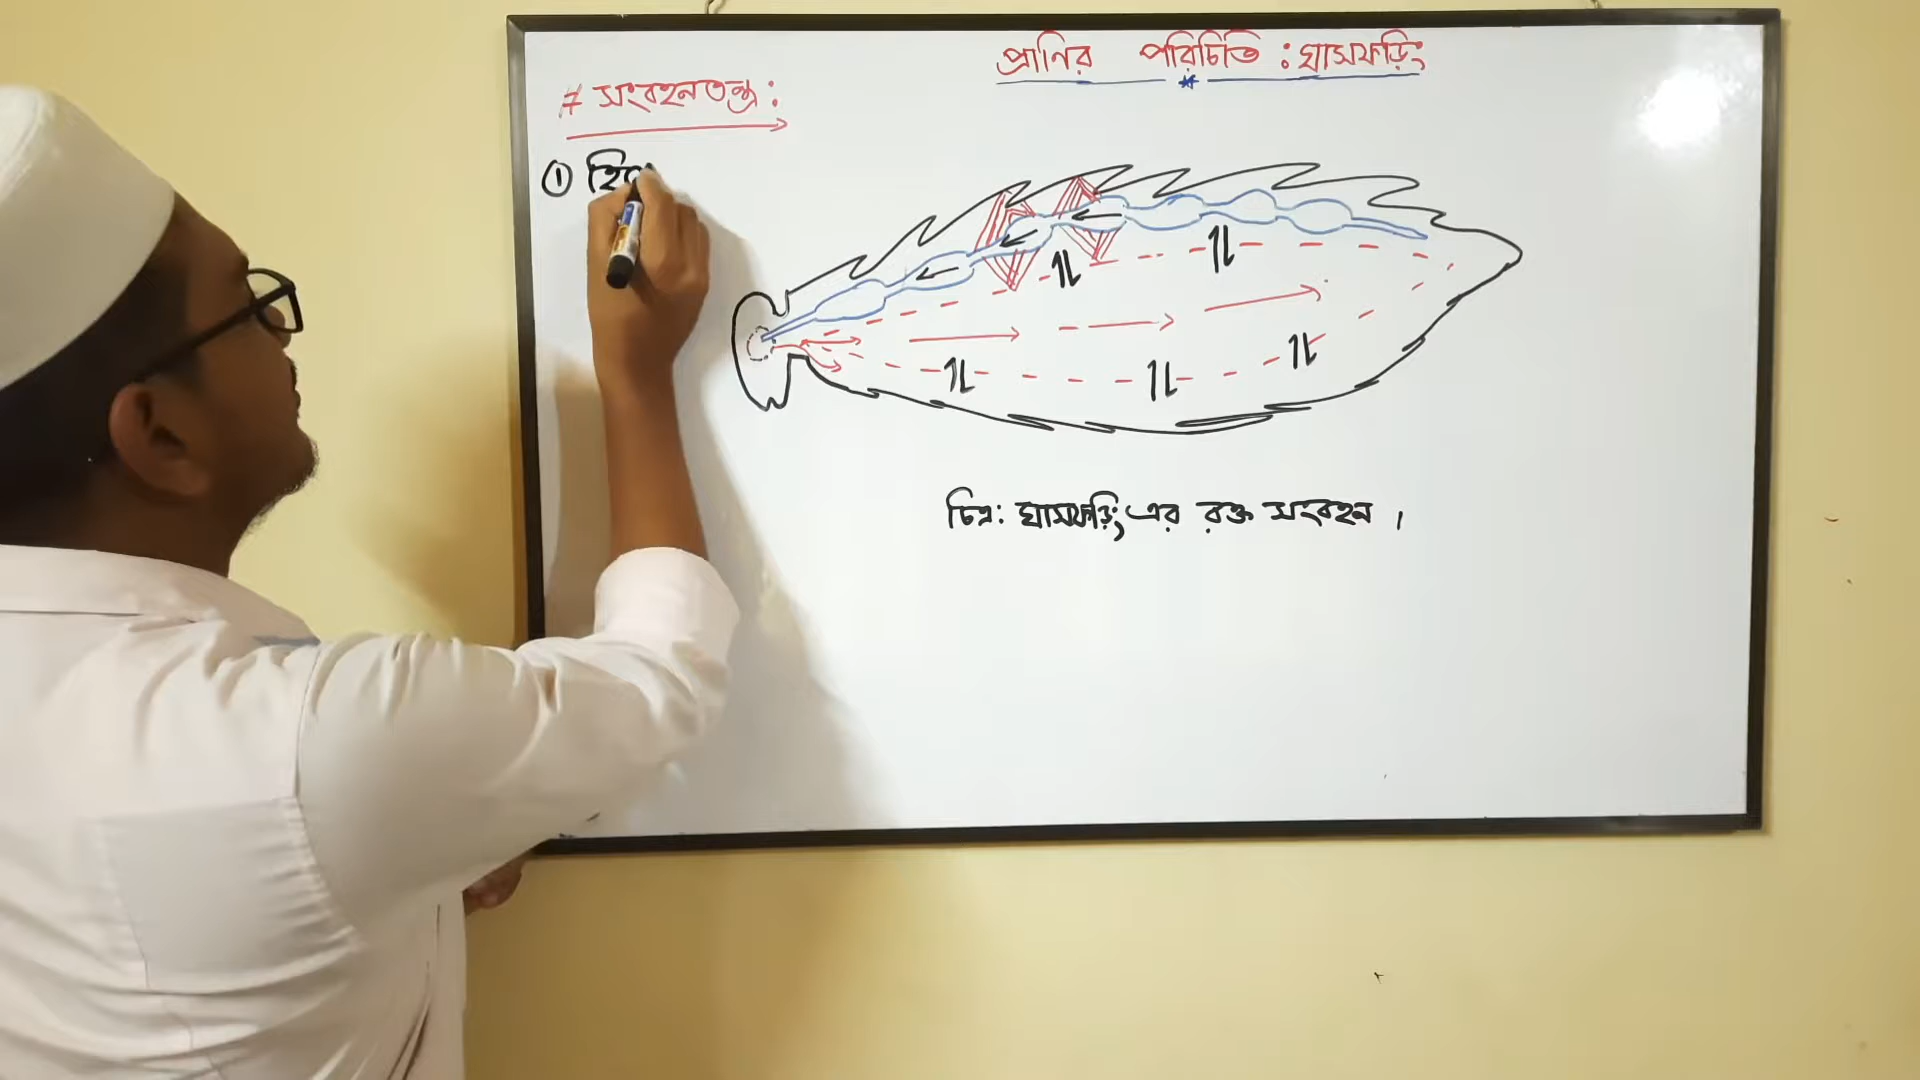 প্রাণির পরিচিতি : ঘাসফড়িং
# সংবহনতন্ত্র :
① হি
চিত্র: ঘাসফড়িং এর রক্ত সংবহন ।